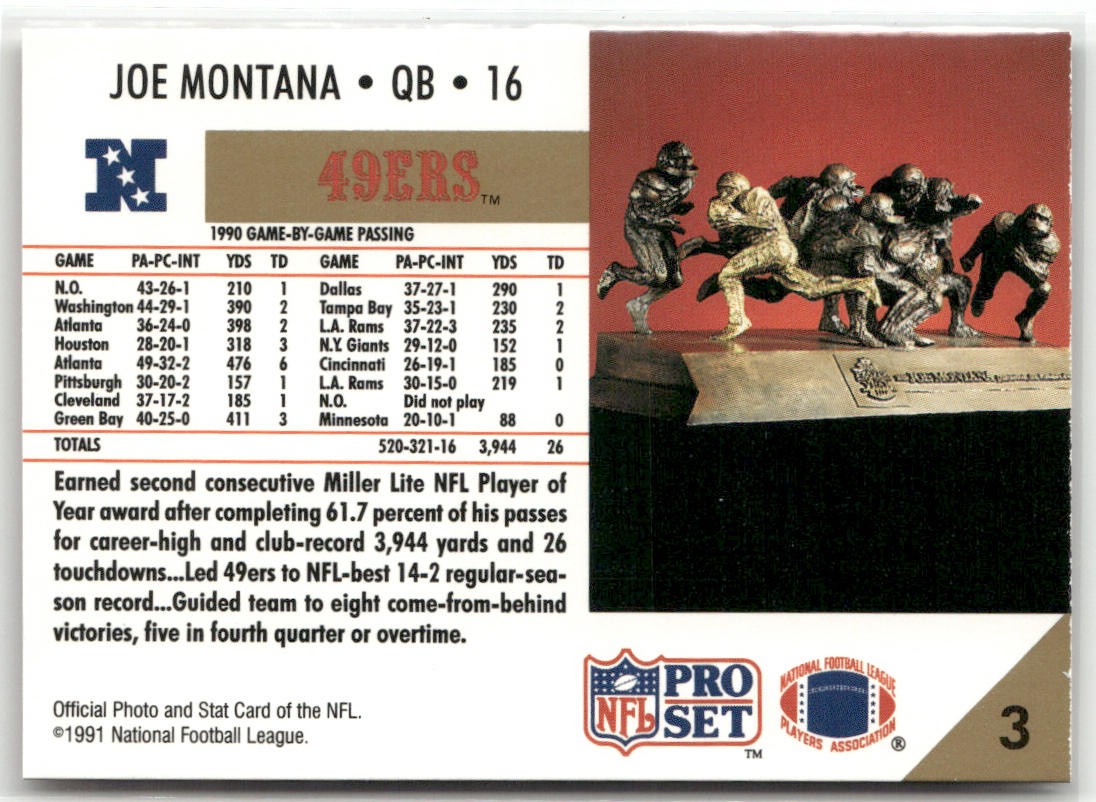 JOE MONTANA • QB • 16
N
49ERS™
1990 GAME-BY-GAME PASSING
GAME PA-PC-INT YDS TD GAME PA-PC-INT YDS TD
N.O. 43-26-1 210 1 Dallas 37-27-1 290 1
Washington 44-29-1 390 2 Tampa Bay 35-23-1 230 2
Atlanta 36-24-0 398 2 L.A. Rams 37-22-3 235 2
Houston 28-20-1 318 3 N.Y. Giants 29-12-0 152 1
Atlanta 49-32-2 476 6 Cincinnati 26-19-1 185 0
Pittsburgh 30-20-2 157 1 L.A. Rams 30-15-0 219 1
Cleveland 37-17-2 185 1 N.O. Did not play
Green Bay 40-25-0 411 3 Minnesota 20-10-1 88 0
TOTALS 520-321-16 3,944 26
Earned second consecutive Miller Lite NFL Player of
Year award after completing 61.7 percent of his passes
for career-high and club-record 3,944 yards and 26
touchdowns...Led 49ers to NFL-best 14-2 regular-sea-
son record...Guided team to eight come-from-behind
victories, five in fourth quarter or overtime.
Official Photo and Stat Card of the NFL.
©1991 National Football League.
JOE MONTANA
NFL
PRO
SET
™
NATIONAL FOOTBALL LEAGUE
PLAYERS ASSOCIATION
®
3